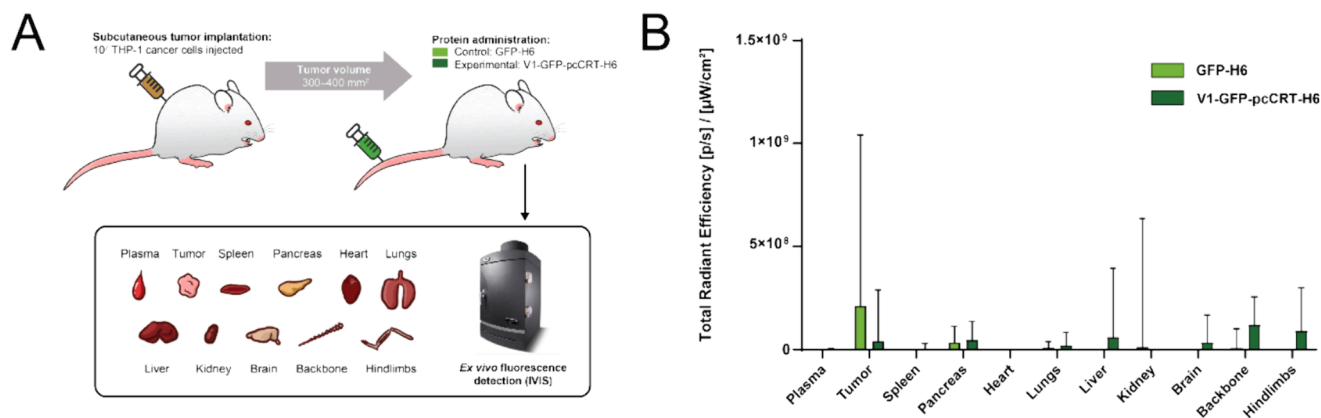 A
Subcutaneous tumor implantation:
10⁷ THP-1 cancer cells injected
Tumor volume
300–400 mm²
Protein administration:
Control: GFP-H6
Experimental: V1-GFP-pcCRT-H6
Plasma Tumor Spleen Pancreas Heart Lungs
Liver Kidney Brain Backbone Hindlimbs
Ex vivo fluorescence
detection (IVIS)
B
Total Radiant Efficiency [p/s] / [µW/cm²]
1.5×10⁹
1×10⁹
5×10⁸
0
GFP-H6
V1-GFP-pcCRT-H6
Plasma Tumor Spleen Pancreas Heart Lungs Liver Kidney Brain Backbone Hindlimbs